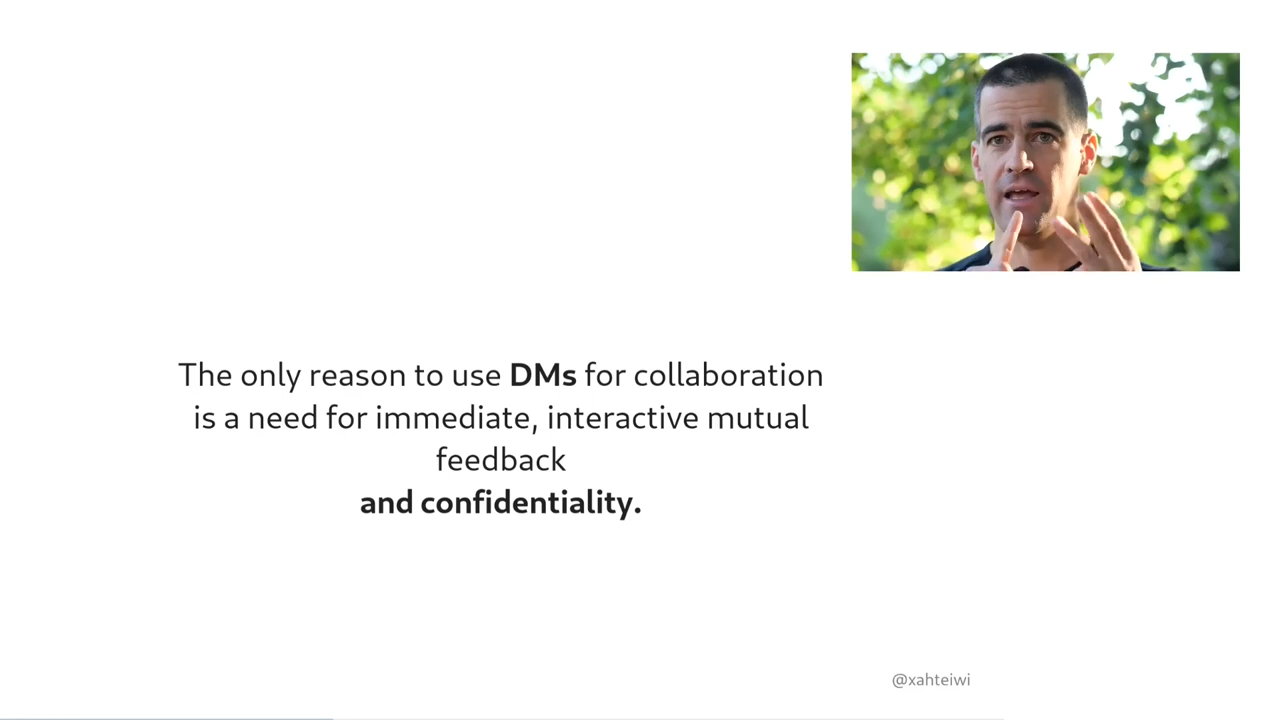 The only reason to use DMs for collaboration
is a need for immediate, interactive mutual
feedback
and confidentiality.
@xahteiwi